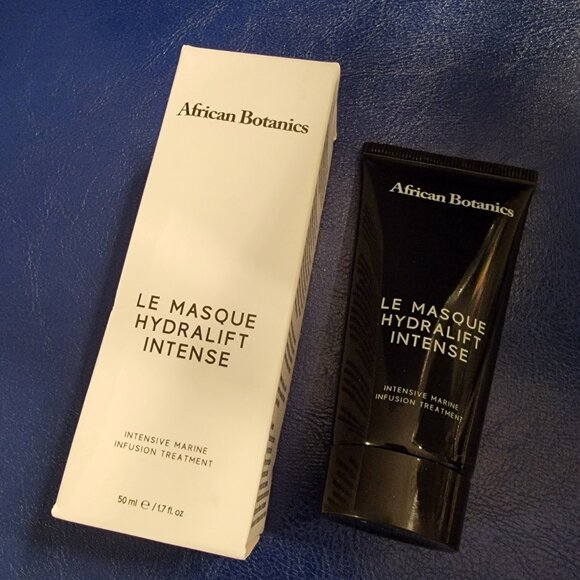 African Botanics
LE MASQUE
HYDRALIFT
INTENSE
INTENSIVE MARINE
INFUSION TREATMENT
50 ml ℮ / 1.7 fl. oz
African Botanics
LE MASQUE
HYDRALIFT
INTENSE
INTENSIVE MARINE
INFUSION TREATMENT